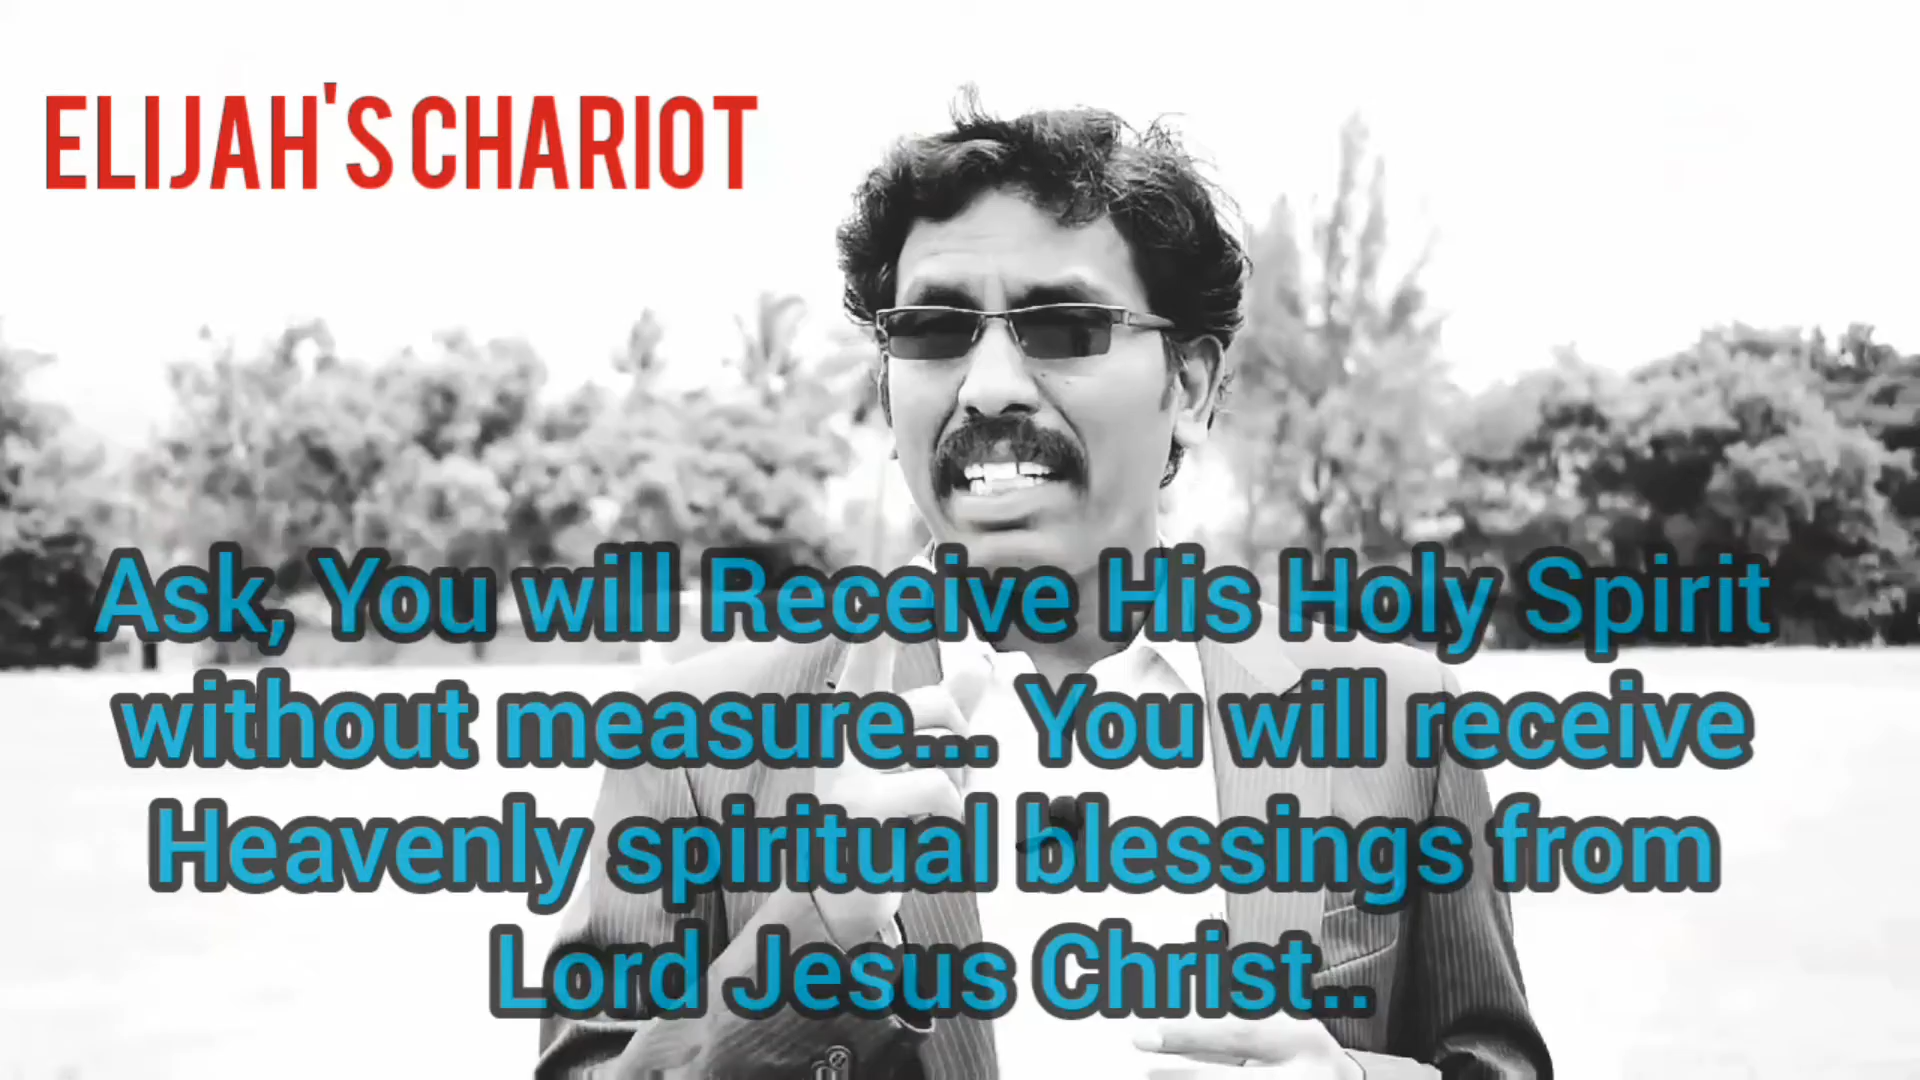 ELIJAH'S CHARIOT
Ask, You will Receive His Holy Spirit
without measure... You will receive
Heavenly spiritual blessings from
Lord Jesus Christ..